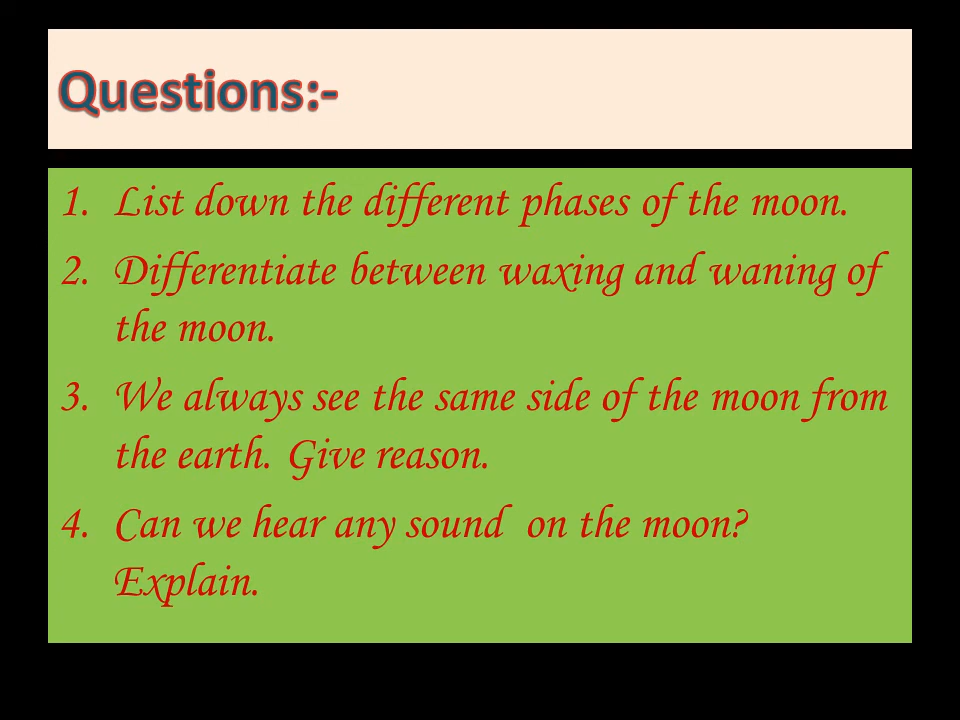 Questions:-
1. List down the different phases of the moon.
2. Differentiate between waxing and waning of
the moon.
3. We always see the same side of the moon from
the earth. Give reason.
4. Can we hear any sound on the moon?
Explain.